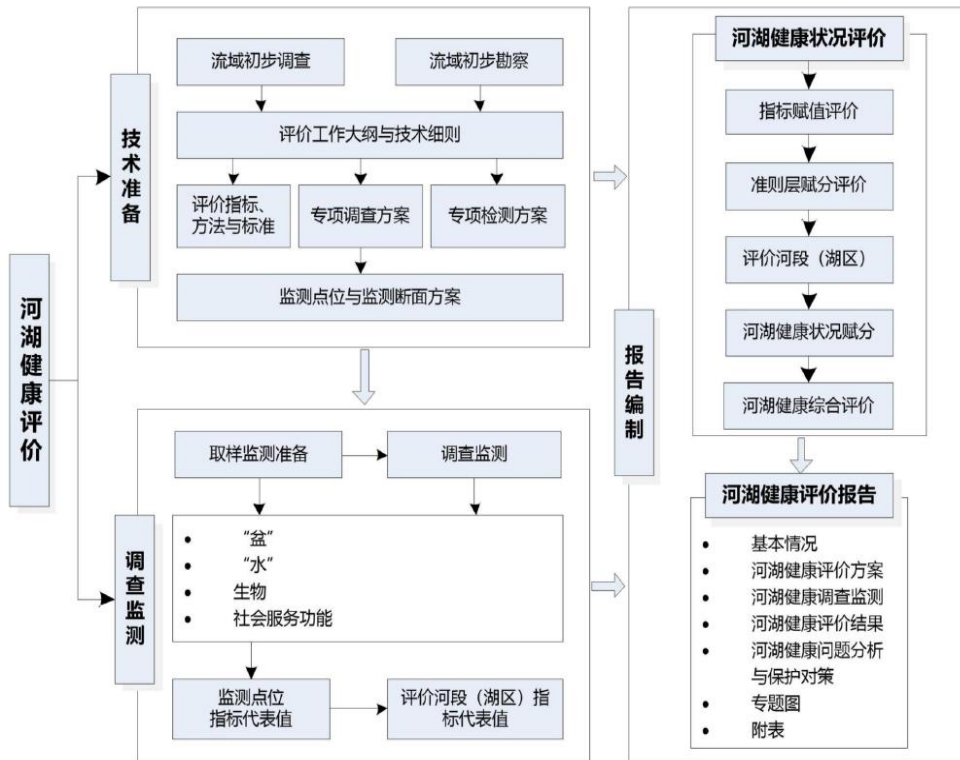 河湖健康评价
技术准备
流域初步调查
流域初步勘察
评价工作大纲与技术细则
评价指标、
方法与标准
专项调查方案
专项检测方案
监测点位与监测断面方案
调查监测
取样监测准备
调查监测
“盆”
“水”
生物
社会服务功能
监测点位
指标代表值
评价河段（湖区）指
标代表值
报告编制
河湖健康状况评价
指标赋值评价
准则层赋分评价
评价河段（湖区）
河湖健康状况赋分
河湖健康综合评价
河湖健康评价报告
基本情况
河湖健康评价方案
河湖健康调查监测
河湖健康评价结果
河湖健康问题分析
与保护对策
专题图
附表